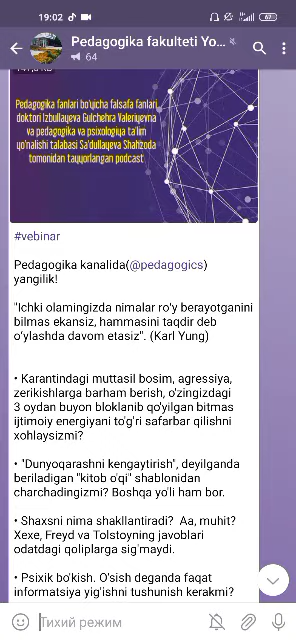 19:02
67
Pedagogika fakulteti Yo...
64
Pedagogika fanlari bo'yicha falsafa fanlari
doktori Izbullayeva Gulchehra Valeriyevna
va pedagogika va psixologiya ta'lim
yo'nalishi talabasi Sa'dullayeva Shahzoda
tomonidan tayyorlangan podcast
#vebinar
Pedagogika kanalida(@pedagogics)
yangilik!
"Ichki olamingizda nimalar ro'y berayotganini
bilmas ekansiz, hammasini taqdir deb
o'ylashda davom etasiz". (Karl Yung)
• Karantindagi muttasil bosim, agressiya,
zerikishlarga barham berish, o'zingizdagi
3 oydan buyon bloklanib qo'yilgan bitmas
ijtimoiy energiyani to'g'ri safarbar qilishni
xohlaysizmi?
• "Dunyoqarashni kengaytirish", deyilganda
beriladigan "kitob o'qi" shablonidan
charchadingizmi? Boshqa yo'li ham bor.
• Shaxsni nima shakllantiradi? Aa, muhit?
Xexe, Freyd va Tolstoyning javoblari
odatdagi qoliplarga sig'maydi.
• Psixik bo'kish. O'sish deganda faqat
informatsiya yig'ishni tushunish kerakmi?
Тихий режим